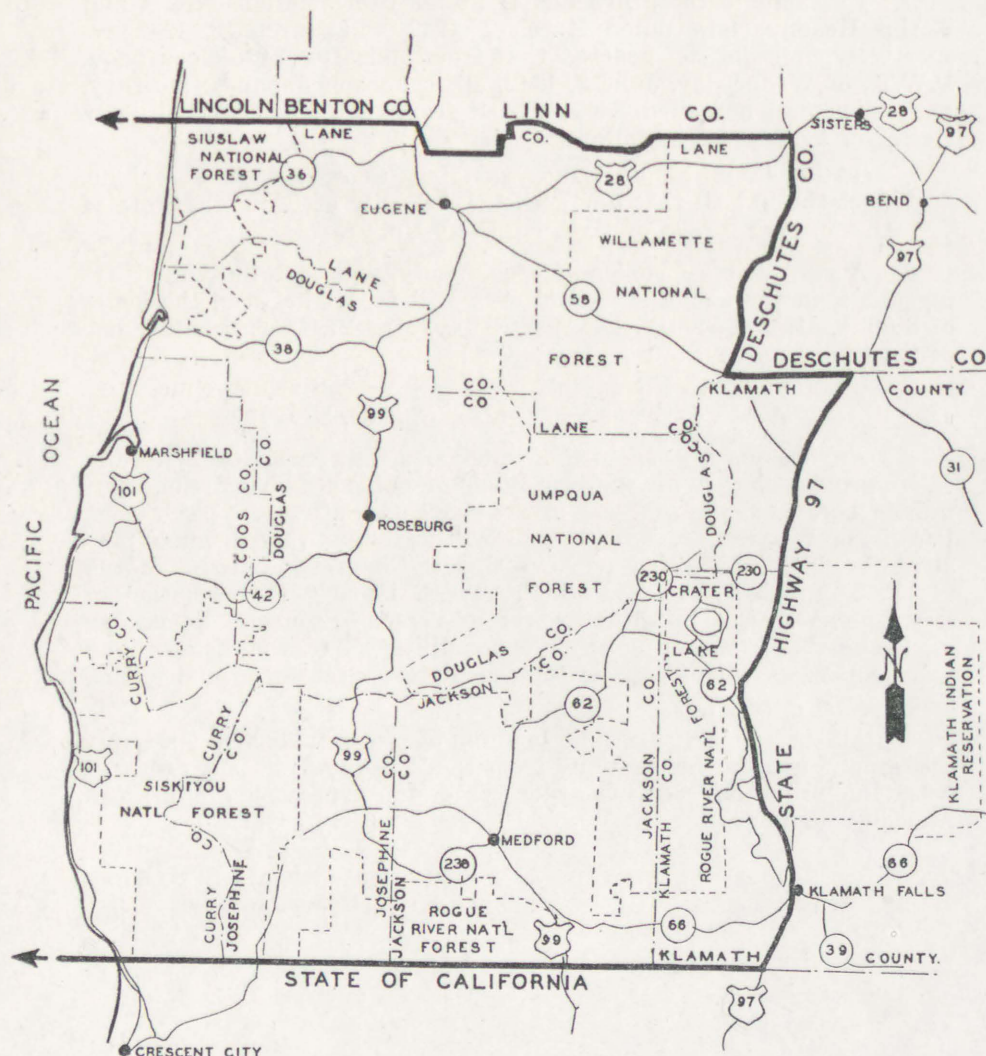 LINCOLN BENTON CO.
LINN CO.
LANE
CO.
LANE
SIUSLAW
NATIONAL
FOREST
36
28
SISTERS
28
97
BEND
97
EUGENE
WILLAMETTE
NATIONAL
FOREST
DESCHUTES CO.
LANE
DOUGLAS
58
38
DESCHUTES
DESCHUTES CO
KLAMATH COUNTY
CO.
CO.
99
LANE CO.
CO.
DOUGLAS
31
PACIFIC OCEAN
MARSHFIELD
101
COOS CO.
DOUGLAS CO.
ROSEBURG
UMPQUA
NATIONAL
FOREST
STATE HIGHWAY 97
42
230
230
CRATER
LAKE
N
CURRY CO.
CURRY CO.
DOUGLAS CO.
JACKSON CO.
62
62
KLAMATH INDIAN
RESERVATION
101
99
SISKIYOU
NATL FOREST
JOSEPHINE CO.
JACKSON CO.
JACKSON CO.
KLAMATH CO.
ROGUE RIVER NATL FOREST
MEDFORD
238
66
CURRY CO.
JOSEPHINE
KLAMATH FALLS
ROGUE
RIVER NATL
FOREST
99
66
39
KLAMATH COUNTY.
STATE OF CALIFORNIA
97
CRESCENT CITY